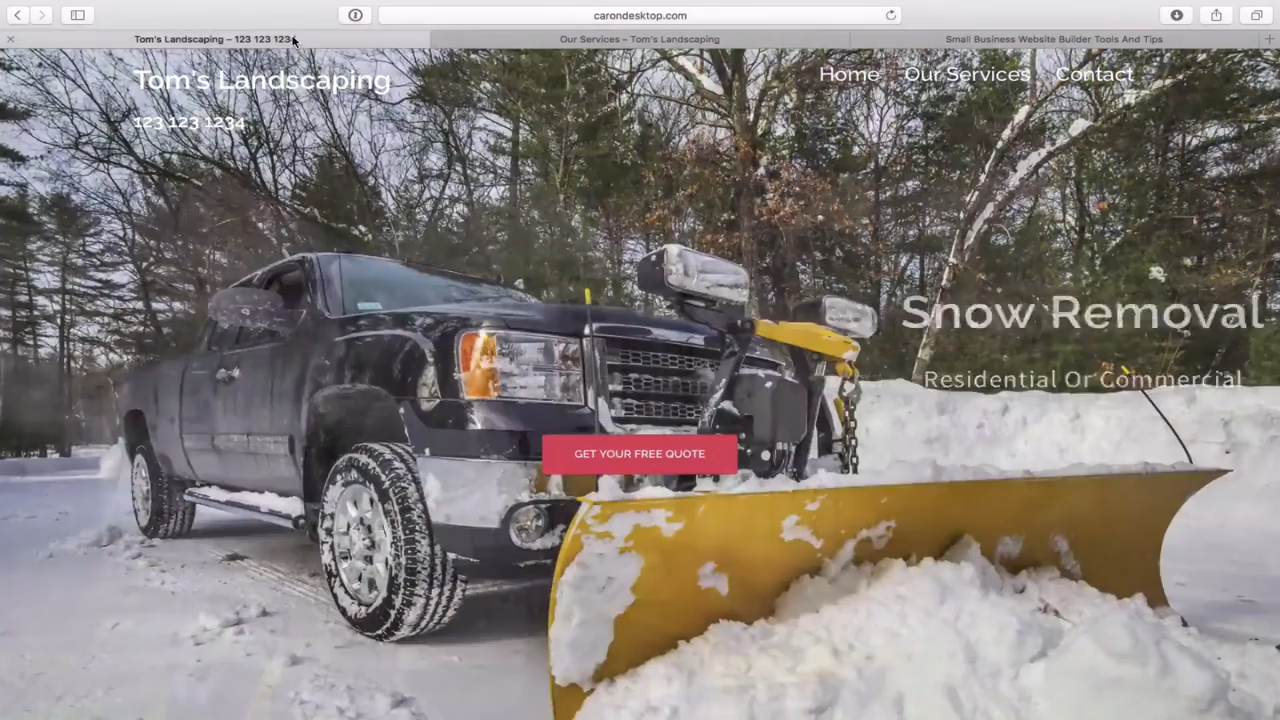 carondesktop.com
Tom's Landscaping – 123 123 1234
Our Services – Tom's Landscaping
Small Business Website Builder Tools And Tips
Tom's Landscaping
Home
Our Services
Contact
123 123 1234
Snow Removal
Residential Or Commercial
GET YOUR FREE QUOTE